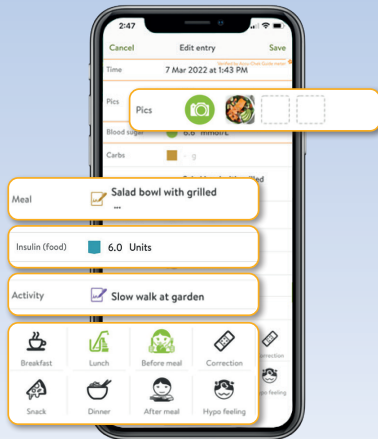 2:47
Cancel Edit entry Save
Time 7 Mar 2022 at 1:43 PM
Pics
Pics
Blood sugar 6.6 mmol/L
Carbs g
Meal Salad bowl with grilled
...
Insulin (food) 6.0 Units
Activity Slow walk at garden
Breakfast Lunch Before meal Correction
Snack Dinner After meal Hypo feeling